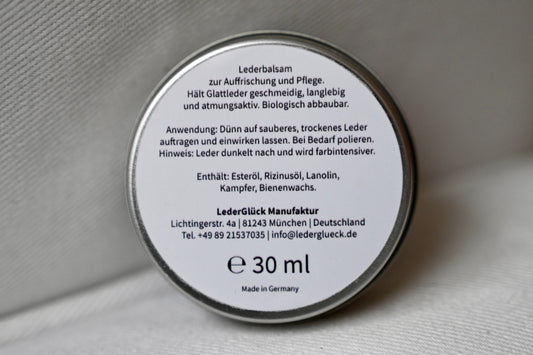 Lederbalsam
zur Auffrischung und Pflege.
Hält Glattleder geschmeidig, langlebig
und atmungsaktiv. Biologisch abbaubar.
Anwendung: Dünn auf sauberes, trockenes Leder
auftragen und einwirken lassen. Bei Bedarf polieren.
Hinweis: Leder dunkelt nach und wird farbintensiver.
Enthält: Esteröl, Rizinusöl, Lanolin,
Kampfer, Bienenwachs.
LederGlück Manufaktur
Lichtingerstr. 4a | 81243 München | Deutschland
Tel. +49 89 21537035 | info@lederglueck.de
℮ 30 ml
Made in Germany